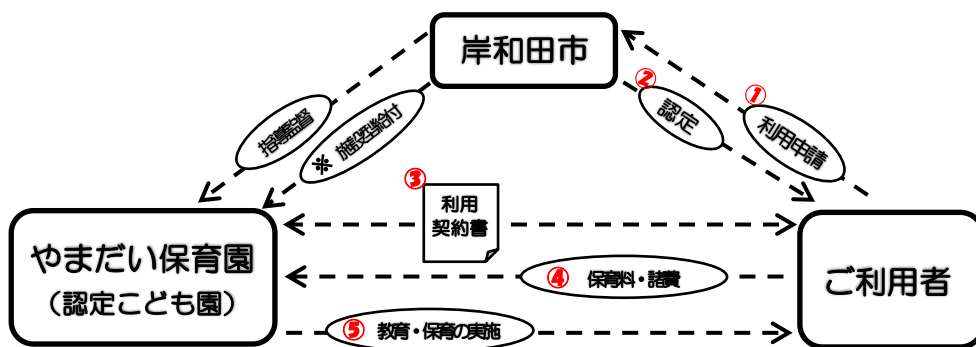 岸和田市
①
②
利用申請
認定
指導監督
※ 施設型給付
③
利用
契約書
やまだい保育園
（認定こども園）
ご利用者
④ 保育料・諸費
⑤ 教育・保育の実施